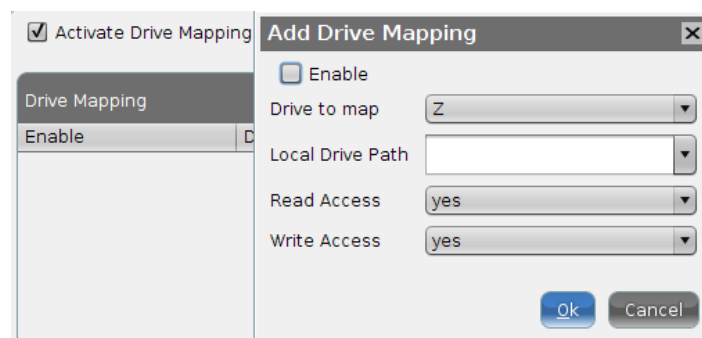 Activate Drive Mapping
Drive Mapping
Enable D
Add Drive Mapping
Enable
Drive to map Z
Local Drive Path
Read Access yes
Write Access yes
Ok Cancel